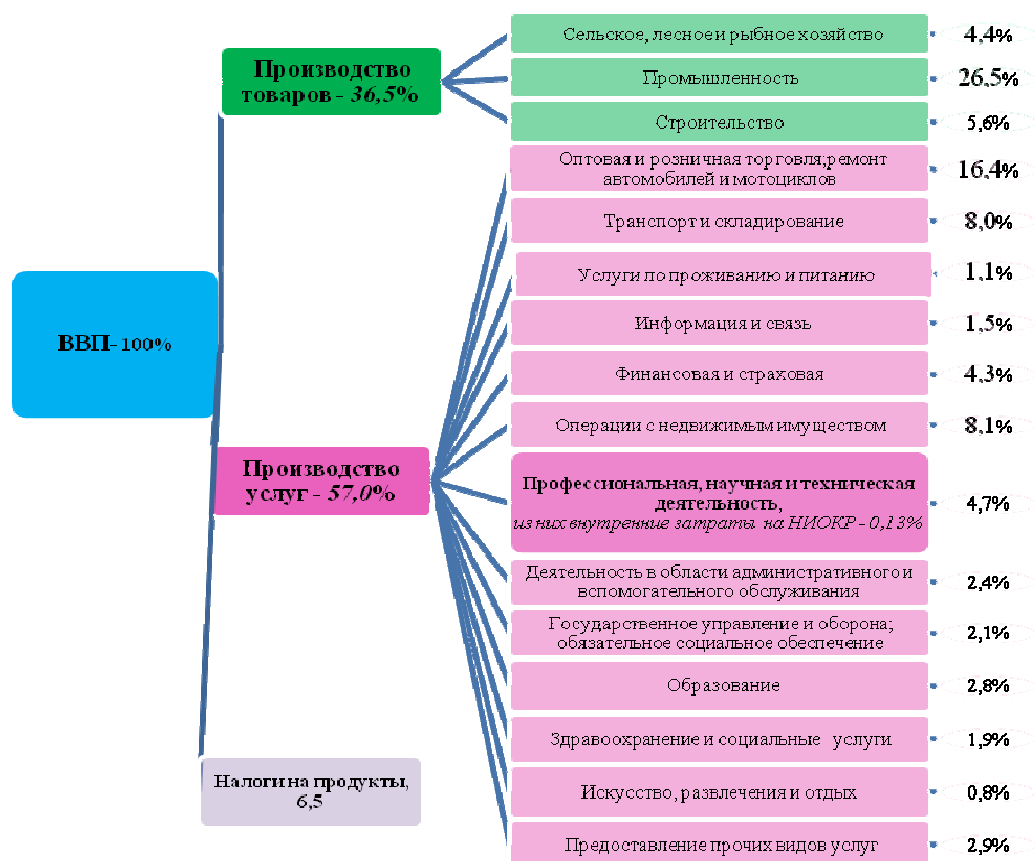 Сельское, лесное и рыбное хозяйство
4,4%
Производство
товаров - 36,5%
Промышленность
26,5%
Строительство
5,6%
Оптовая и розничная торговля;ремонт
автомобилей и мотоциклов
16,4%
Транспорт и складирование
8,0%
Услуги по проживанию и питанию
1,1%
Информация и связь
1,5%
ВВП- 100%
Финансовая и страховая
4,3%
Операции с недвижимым имуществом
8,1%
Производство
услуг - 57,0%
Профессиональная, научная и техническая
деятельность,
из них внутренние затраты на НИОКР - 0,13%
4,7%
Деятельность в области административного и
вспомогательного обслуживания
2,4%
Государственное управление и оборона;
обязательное социальное обеспечение
2,1%
Образование
2,8%
Здравоохранение и социальные услуги
1,9%
Налоги на продукты,
6,5
Искусство, развлечения и отдых
0,8%
Предоставление прочих видов услуг
2,9%